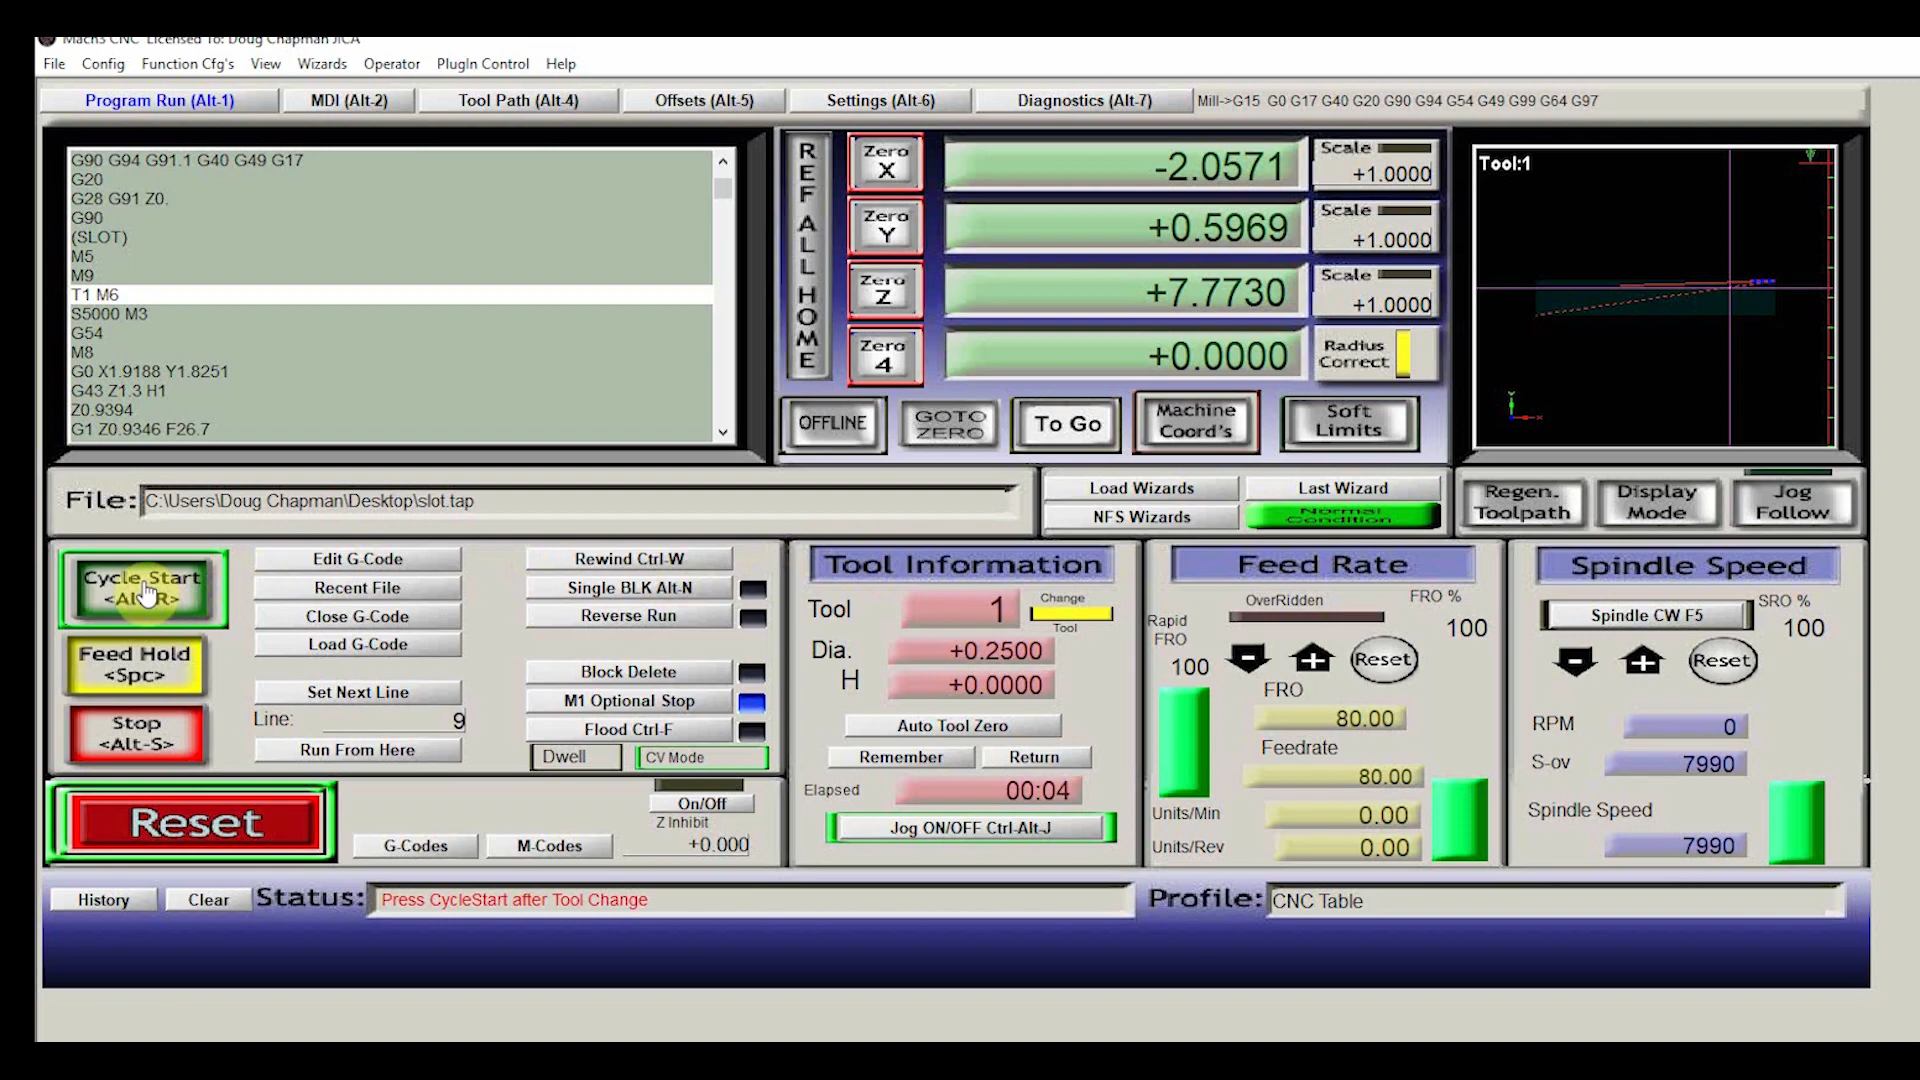 Mach3 CNC Licensed To: Doug Chapman JICA
File Config Function Cfg's View Wizards Operator PlugIn Control Help
Program Run (Alt-1) MDI (Alt-2) Tool Path (Alt-4) Offsets (Alt-5) Settings (Alt-6) Diagnostics (Alt-7) Mill->G15 G0 G17 G40 G20 G90 G94 G54 G49 G99 G64 G97
G90 G94 G91.1 G40 G49 G17
G20
G28 G91 Z0.
G90
(SLOT)
M5
M9
T1 M6
S5000 M3
G54
M8
G0 X1.9188 Y1.8251
G43 Z1.3 H1
Z0.9394
G1 Z0.9346 F26.7
REF ALL HOME
Zero X -2.0571 Scale +1.0000
Zero Y +0.5969 Scale +1.0000
Zero Z +7.7730 Scale +1.0000
Zero 4 +0.0000 Radius Correct
OFFLINE GOTO ZERO To Go Machine Coord's Soft Limits
Tool:1
File: C:\Users\Doug Chapman\Desktop\slot.tap
Load Wizards Last Wizard
NFS Wizards Normal Condition
Regen. Toolpath Display Mode Jog Follow
Cycle Start
<Alt-R>
Feed Hold
<Spc>
Stop
<Alt-S>
Reset
Edit G-Code
Recent File
Close G-Code
Load G-Code
Set Next Line
Line: 9
Run From Here
Rewind Ctrl-W
Single BLK Alt-N
Reverse Run
Block Delete
M1 Optional Stop
Flood Ctrl-F
Dwell CV Mode
On/Off
Z Inhibit
+0.000
G-Codes M-Codes
Tool Information
Tool 1 Change Tool
Dia. +0.2500
H +0.0000
Auto Tool Zero
Remember Return
Elapsed 00:04
Jog ON/OFF Ctrl-Alt-J
Feed Rate
OverRidden FRO %
Rapid FRO 100
100
Reset
FRO
80.00
Feedrate
80.00
Units/Min 0.00
Units/Rev 0.00
Spindle Speed
Spindle CW F5 SRO %
100
Reset
RPM 0
S-ov 7990
Spindle Speed
7990
History Clear Status: Press CycleStart after Tool Change Profile: CNC Table